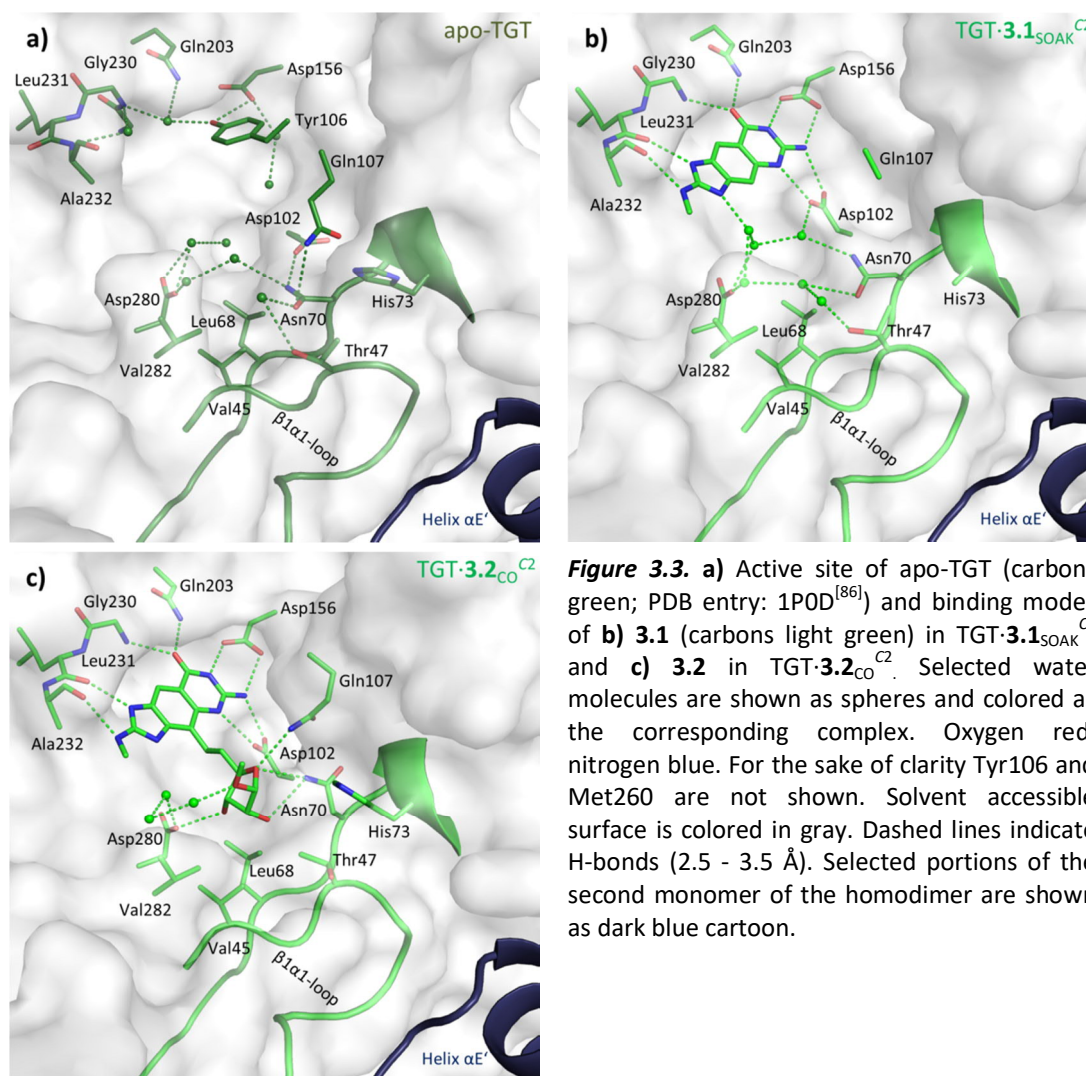 a)
apo-TGT
Gln203
Gly230
Leu231
Asp156
Tyr106
Gln107
Ala232
Asp102
Asp280
Leu68
Asn70
His73
Val282
Thr47
Val45
β1α1-loop
Helix αE‘
b)
TGT·3.1SOAK^C2
Gln203
Gly230
Asp156
Leu231
Gln107
Ala232
Asp102
Asn70
Asp280
His73
Leu68
Thr47
Val282
Val45
β1α1-loop
Helix αE‘
c)
TGT·3.2CO^C2
Gln203
Gly230
Asp156
Leu231
Gln107
Ala232
Asp102
Asp280
Asn70
His73
Leu68
Thr47
Val282
Val45
β1α1-loop
Helix αE‘
Figure 3.3. a) Active site of apo-TGT (carbon
green; PDB entry: 1P0D[86]) and binding mode
of b) 3.1 (carbons light green) in TGT·3.1SOAK^C
and c) 3.2 in TGT·3.2CO^C2. Selected wate
molecules are shown as spheres and colored a
the corresponding complex. Oxygen red
nitrogen blue. For the sake of clarity Tyr106 and
Met260 are not shown. Solvent accessible
surface is colored in gray. Dashed lines indicate
H-bonds (2.5 - 3.5 Å). Selected portions of the
second monomer of the homodimer are shown
as dark blue cartoon.